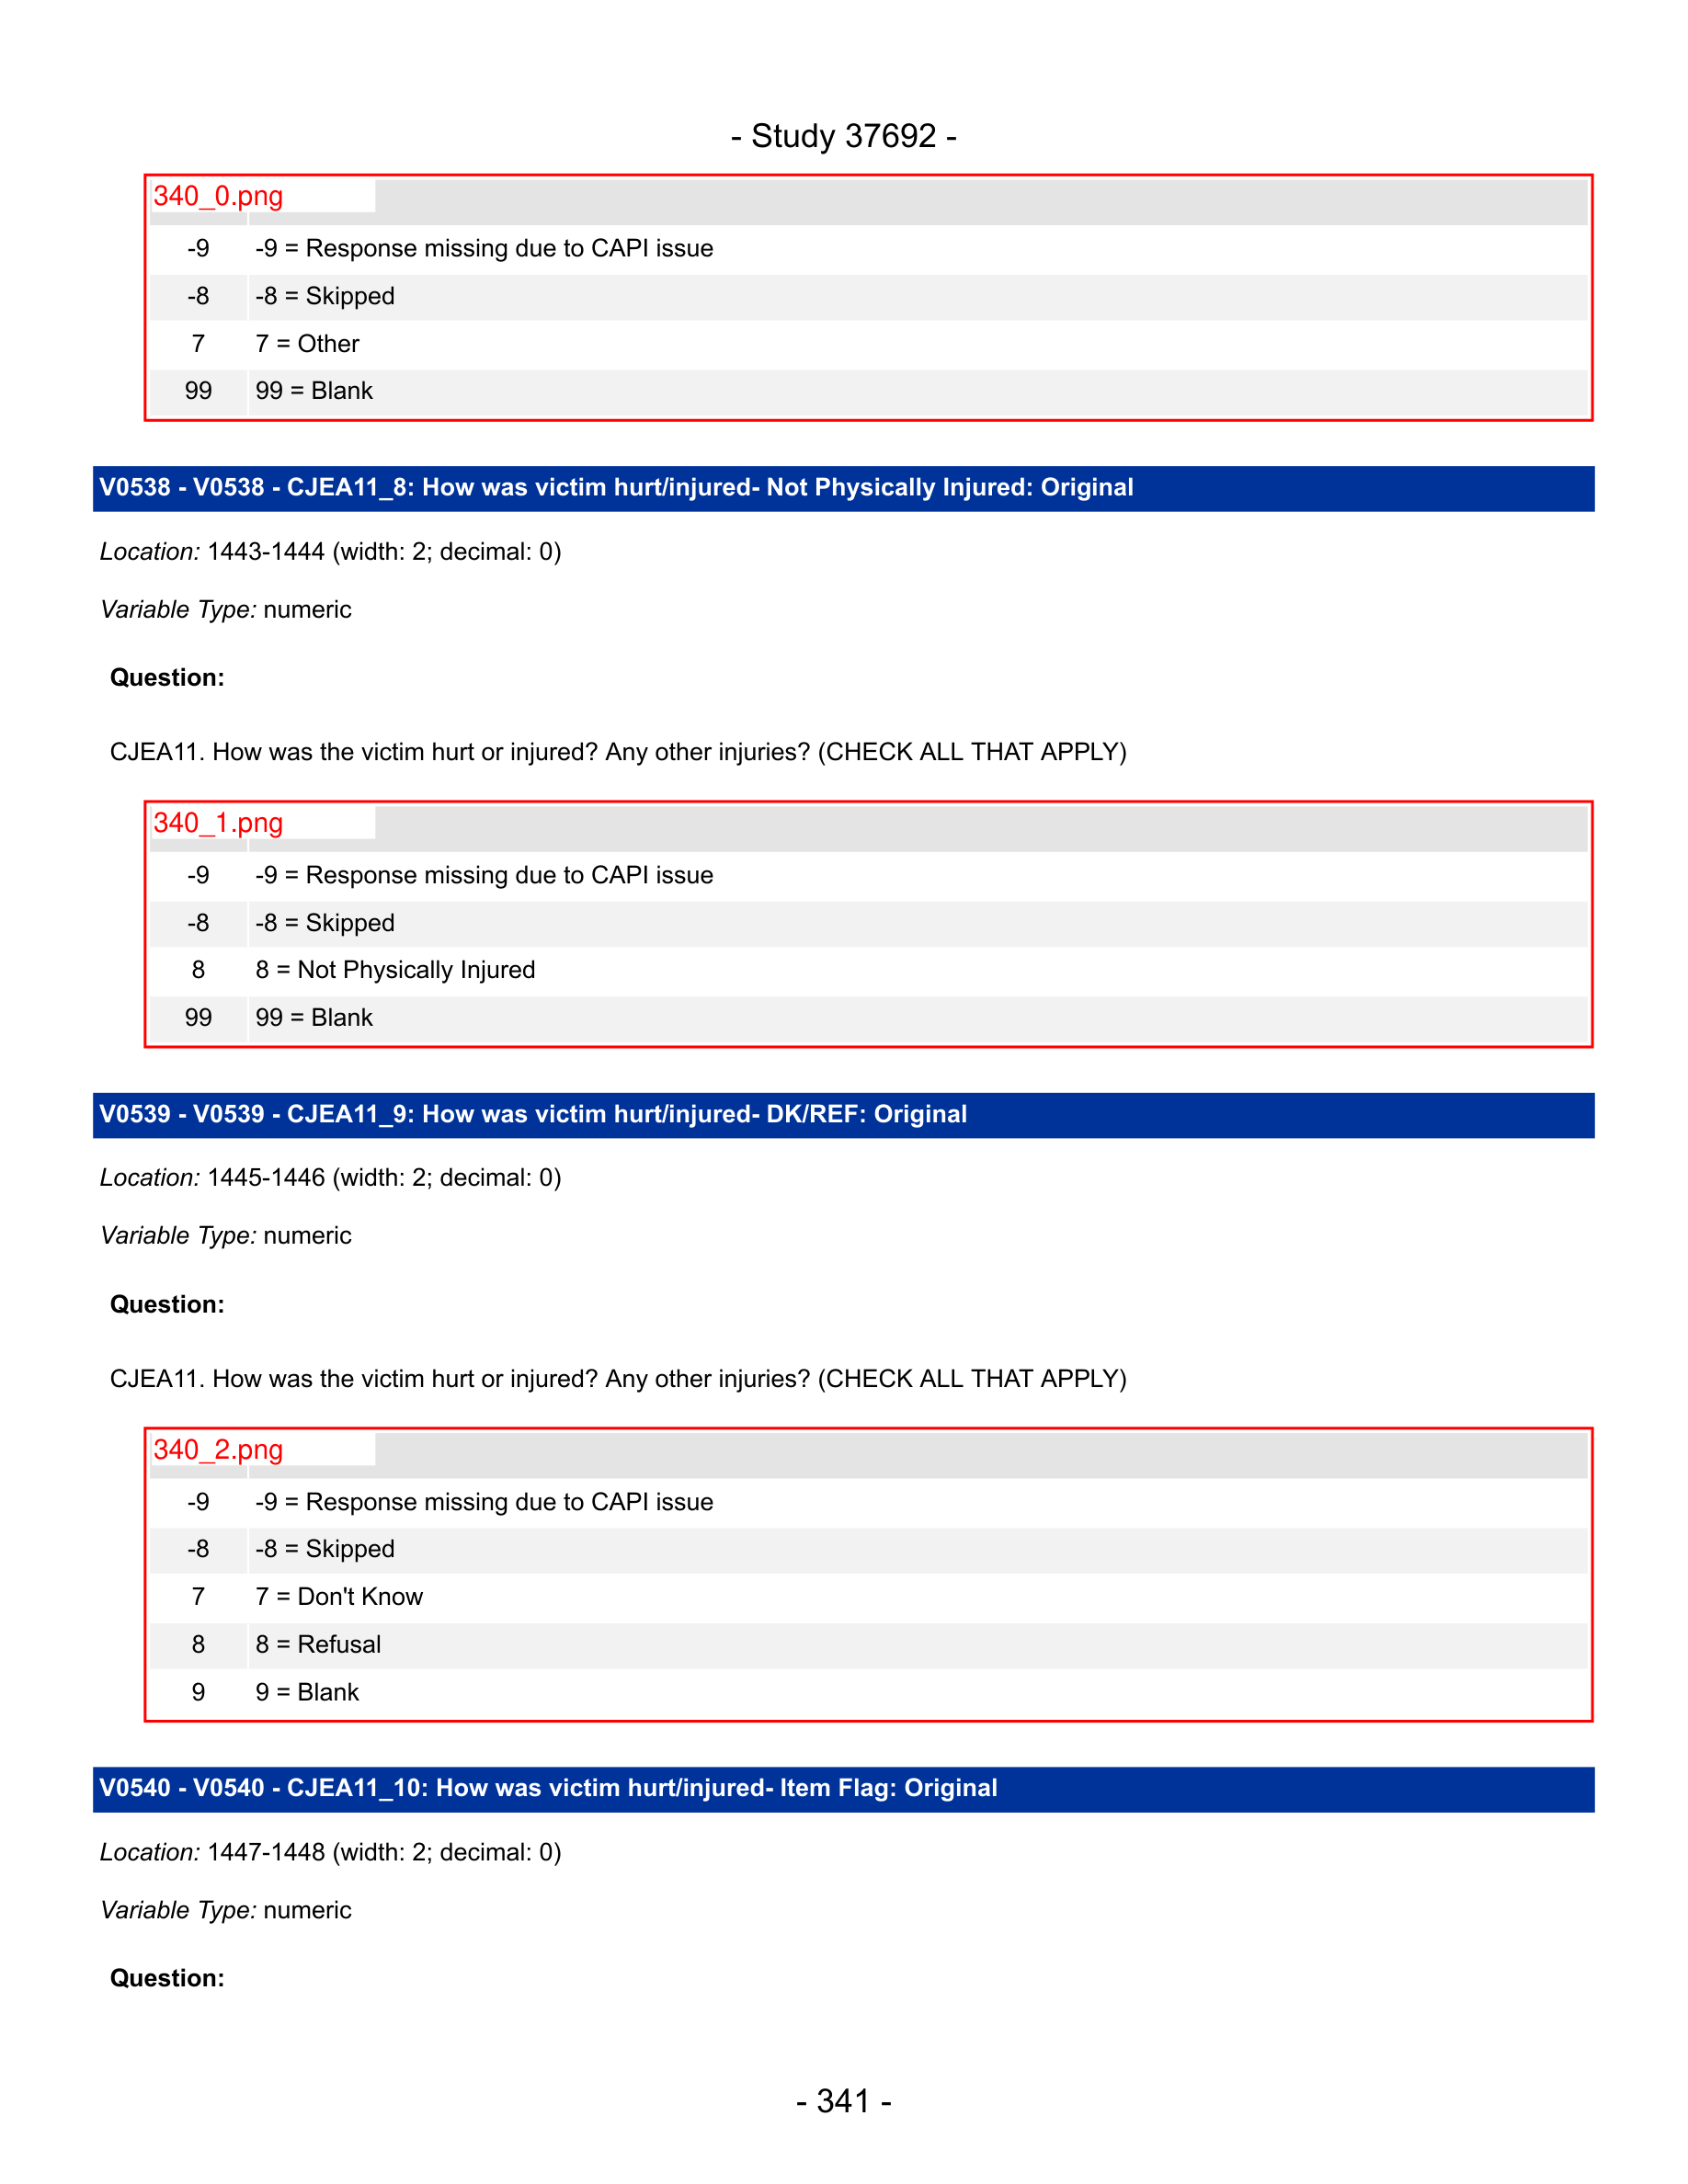 - Study 37692 -
340_0.png
-9 -9 = Response missing due to CAPI issue
-8 -8 = Skipped
7 7 = Other
99 99 = Blank
V0538 - V0538 - CJEA11_8: How was victim hurt/injured- Not Physically Injured: Original
Location: 1443-1444 (width: 2; decimal: 0)
Variable Type: numeric
Question:
CJEA11. How was the victim hurt or injured? Any other injuries? (CHECK ALL THAT APPLY)
340_1.png
-9 -9 = Response missing due to CAPI issue
-8 -8 = Skipped
8 8 = Not Physically Injured
99 99 = Blank
V0539 - V0539 - CJEA11_9: How was victim hurt/injured- DK/REF: Original
Location: 1445-1446 (width: 2; decimal: 0)
Variable Type: numeric
Question:
CJEA11. How was the victim hurt or injured? Any other injuries? (CHECK ALL THAT APPLY)
340_2.png
-9 -9 = Response missing due to CAPI issue
-8 -8 = Skipped
7 7 = Don't Know
8 8 = Refusal
9 9 = Blank
V0540 - V0540 - CJEA11_10: How was victim hurt/injured- Item Flag: Original
Location: 1447-1448 (width: 2; decimal: 0)
Variable Type: numeric
Question:
- 341 -